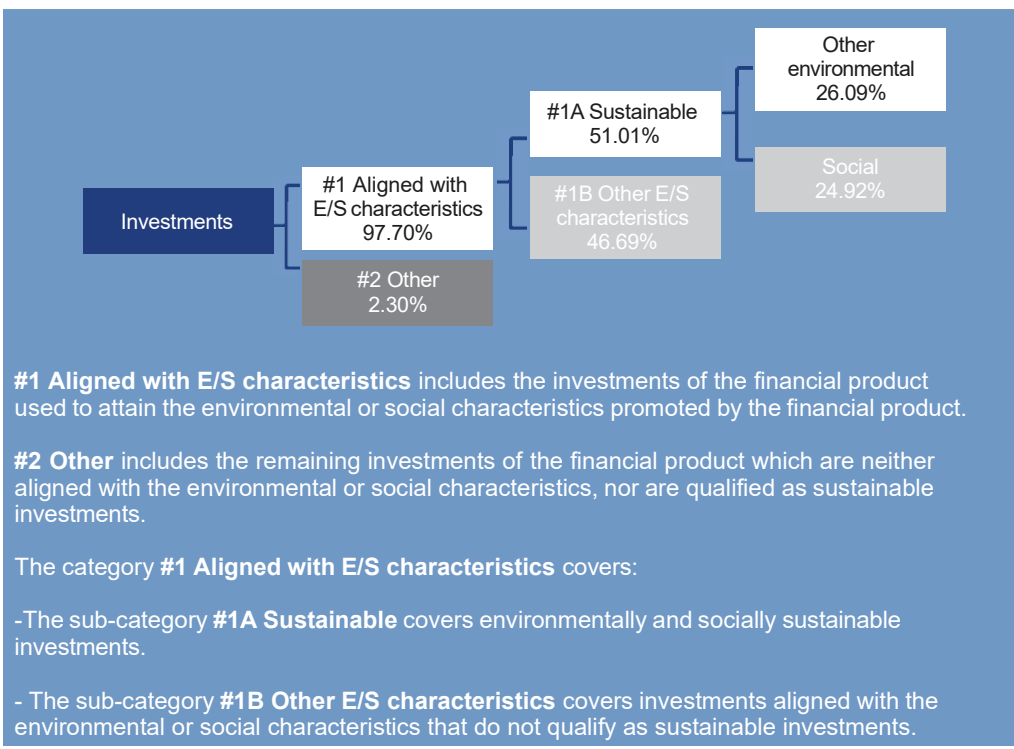 Investments
#1 Aligned with
E/S characteristics
97.70%
#2 Other
2.30%
#1A Sustainable
51.01%
#1B Other E/S
characteristics
46.69%
Other
environmental
26.09%
Social
24.92%
#1 Aligned with E/S characteristics includes the investments of the financial product
used to attain the environmental or social characteristics promoted by the financial product.
#2 Other includes the remaining investments of the financial product which are neither
aligned with the environmental or social characteristics, nor are qualified as sustainable
investments.
The category #1 Aligned with E/S characteristics covers:
-The sub-category #1A Sustainable covers environmentally and socially sustainable
investments.
- The sub-category #1B Other E/S characteristics covers investments aligned with the
environmental or social characteristics that do not qualify as sustainable investments.